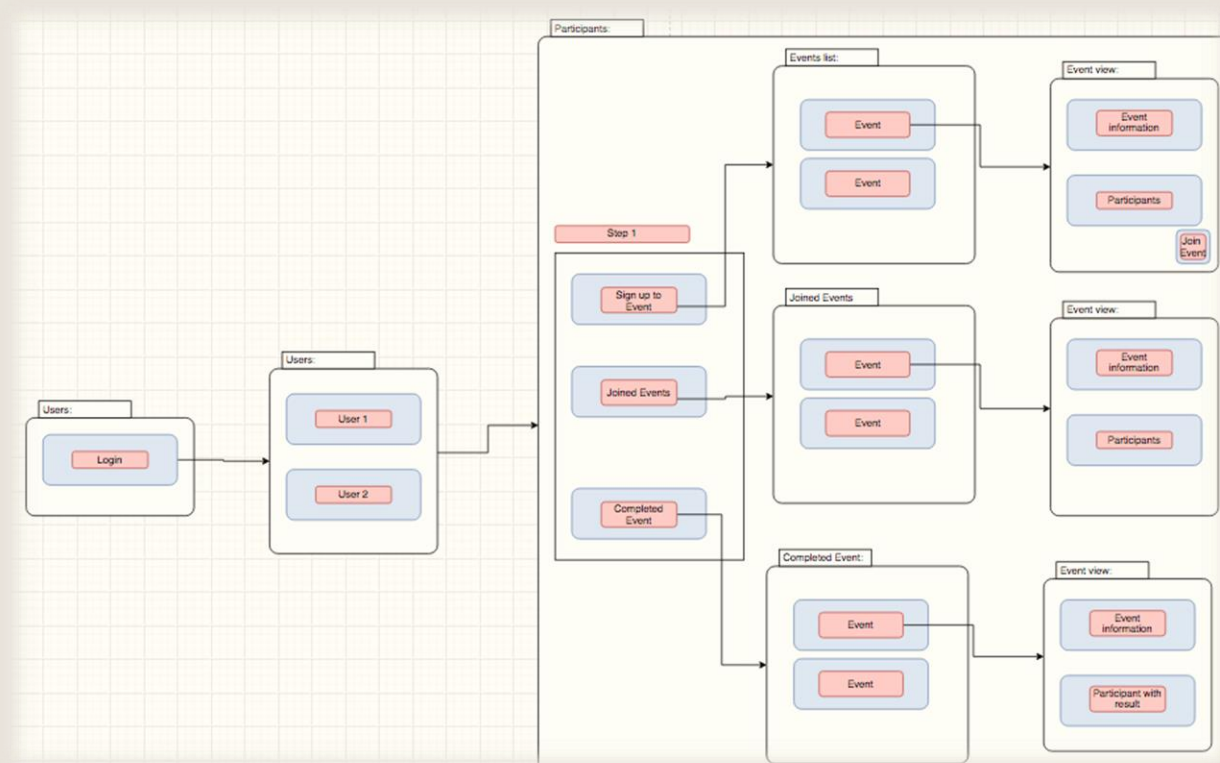 Participants:
Events list:
Event view:
Event
Event
Event
information
Participants
Join
Event
Step 1
Sign up to
Event
Joined Events
Completed
Event
Joined Events
Event
Event
Event view:
Event
information
Participants
Users:
Login
Users:
User 1
User 2
Completed Event:
Event
Event
Event view:
Event
information
Participant with
result